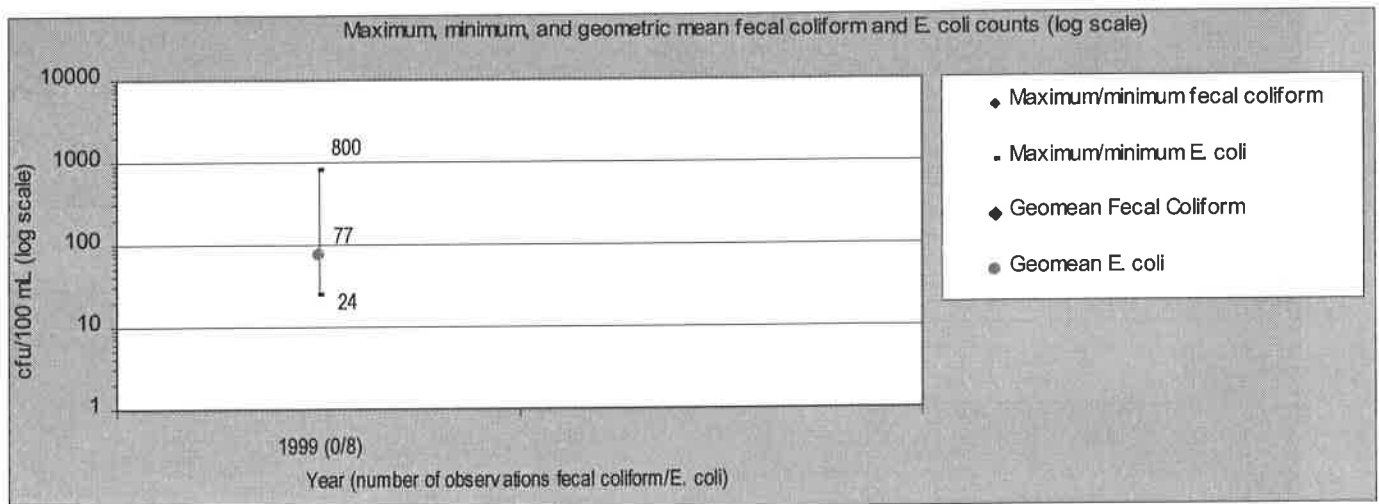 Maximum, minimum, and geometric mean fecal coliform and E. coli counts (log scale)
cfu/100 mL (log scale)
10000
1000
100
10
1
800
77
24
1999 (0/8)
Year (number of observations fecal coliform/E. coli)
Maximum/minimum fecal coliform
Maximum/minimum E. coli
Geomean Fecal Coliform
Geomean E. coli